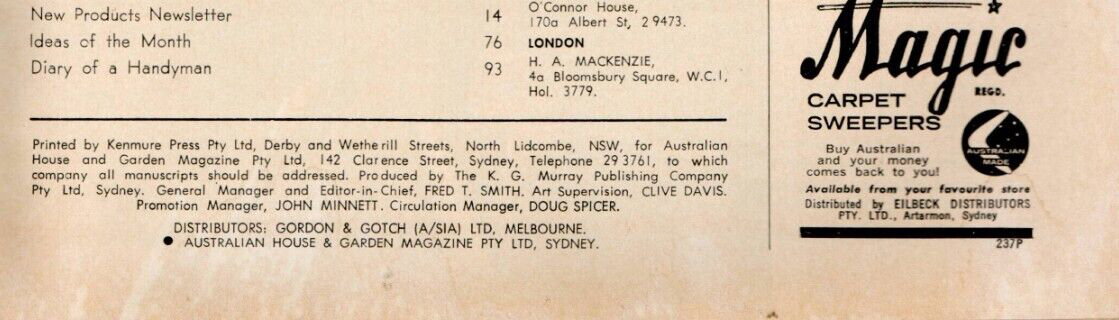 New Products Newsletter 14
Ideas of the Month 76
Diary of a Handyman 93
O'Connor House,
170a Albert St, 2 9473.
LONDON
H. A. MACKENZIE,
4a Bloomsbury Square, W.C.1,
Hol. 3779.
Printed by Kenmure Press Pty Ltd, Derby and Wetherill Streets, North Lidcombe, NSW, for Australian
House and Garden Magazine Pty Ltd, 142 Clarence Street, Sydney, Telephone 29 3761, to which
company all manuscripts should be addressed. Produced by The K. G. Murray Publishing Company
Pty Ltd, Sydney. General Manager and Editor-in-Chief, FRED T. SMITH. Art Supervision, CLIVE DAVIS.
Promotion Manager, JOHN MINNETT. Circulation Manager, DOUG SPICER.
DISTRIBUTORS: GORDON & GOTCH (A/SIA) LTD, MELBOURNE.
● AUSTRALIAN HOUSE & GARDEN MAGAZINE PTY LTD, SYDNEY.
Magic
REGD.
CARPET
SWEEPERS
Buy Australian
and your money
comes back to you!
AUSTRALIAN
MADE
Available from your favourite store
Distributed by EILBECK DISTRIBUTORS
PTY. LTD., Artarmon, Sydney
237P